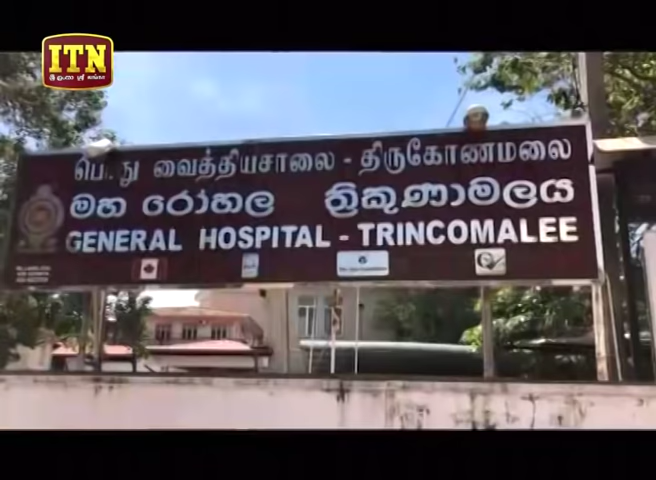 ITN
பொது வைத்தியசாலை - திருகோணமலை
මහ රෝහල ත්‍රිකුණාමලය
GENERAL HOSPITAL - TRINCOMALEE